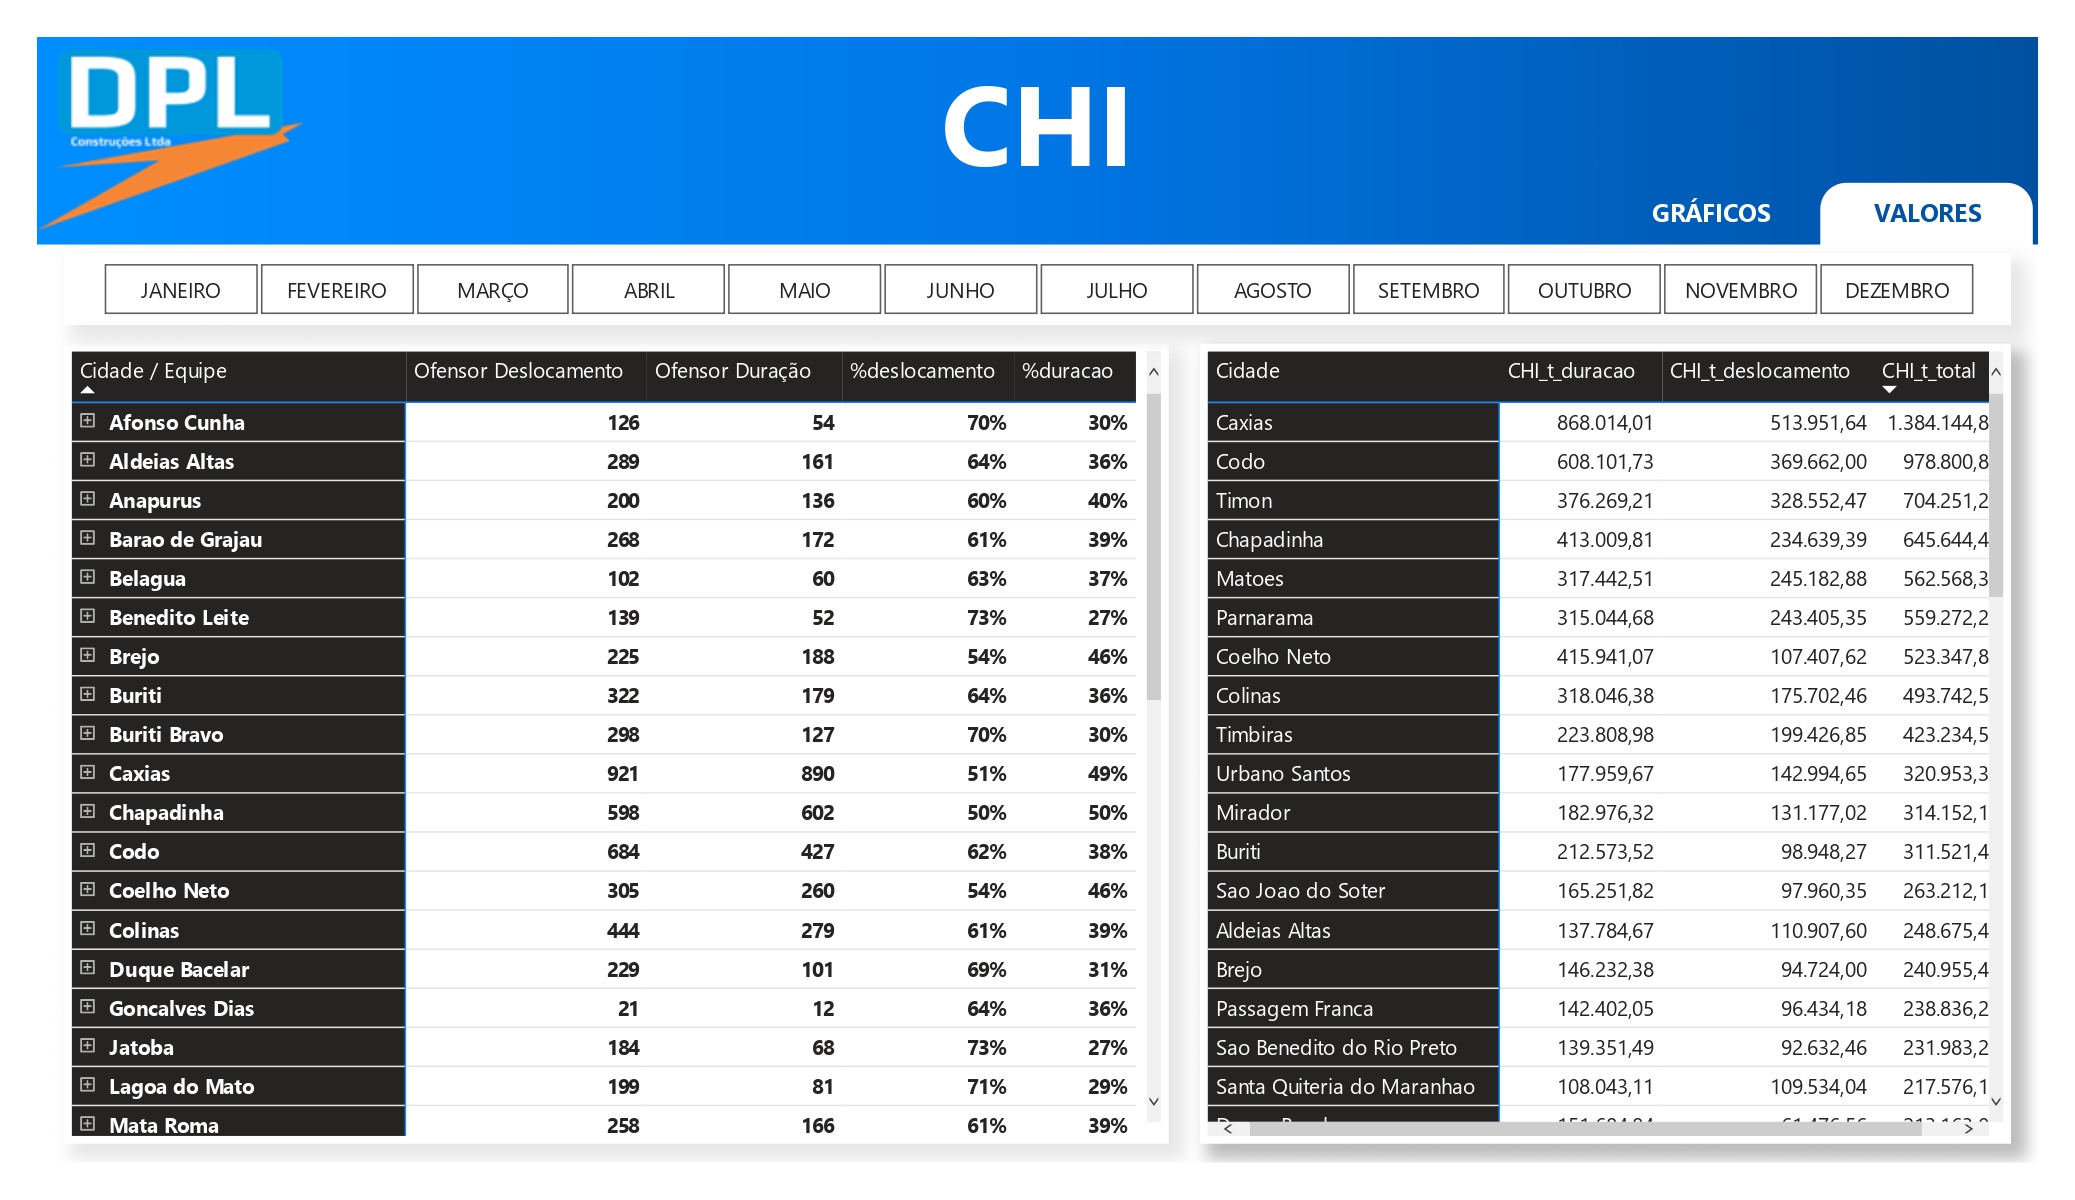 DPL
Construções Ltda
CHI
GRÁFICOS VALORES
JANEIRO FEVEREIRO MARÇO ABRIL MAIO JUNHO JULHO AGOSTO SETEMBRO OUTUBRO NOVEMBRO DEZEMBRO
Cidade / Equipe Ofensor Deslocamento Ofensor Duração %deslocamento %duracao
Afonso Cunha 126 54 70% 30%
Aldeias Altas 289 161 64% 36%
Anapurus 200 136 60% 40%
Barao de Grajau 268 172 61% 39%
Belagua 102 60 63% 37%
Benedito Leite 139 52 73% 27%
Brejo 225 188 54% 46%
Buriti 322 179 64% 36%
Buriti Bravo 298 127 70% 30%
Caxias 921 890 51% 49%
Chapadinha 598 602 50% 50%
Codo 684 427 62% 38%
Coelho Neto 305 260 54% 46%
Colinas 444 279 61% 39%
Duque Bacelar 229 101 69% 31%
Goncalves Dias 21 12 64% 36%
Jatoba 184 68 73% 27%
Lagoa do Mato 199 81 71% 29%
Mata Roma 258 166 61% 39%
Cidade CHI_t_duracao CHI_t_deslocamento CHI_t_total
Caxias 868.014,01 513.951,64 1.384.144,8
Codo 608.101,73 369.662,00 978.800,8
Timon 376.269,21 328.552,47 704.251,2
Chapadinha 413.009,81 234.639,39 645.644,4
Matoes 317.442,51 245.182,88 562.568,3
Parnarama 315.044,68 243.405,35 559.272,2
Coelho Neto 415.941,07 107.407,62 523.347,8
Colinas 318.046,38 175.702,46 493.742,5
Timbiras 223.808,98 199.426,85 423.234,5
Urbano Santos 177.959,67 142.994,65 320.953,3
Mirador 182.976,32 131.177,02 314.152,1
Buriti 212.573,52 98.948,27 311.521,4
Sao Joao do Soter 165.251,82 97.960,35 263.212,1
Aldeias Altas 137.784,67 110.907,60 248.675,4
Brejo 146.232,38 94.724,00 240.955,4
Passagem Franca 142.402,05 96.434,18 238.836,2
Sao Benedito do Rio Preto 139.351,49 92.632,46 231.983,2
Santa Quiteria do Maranhao 108.043,11 109.534,04 217.576,1